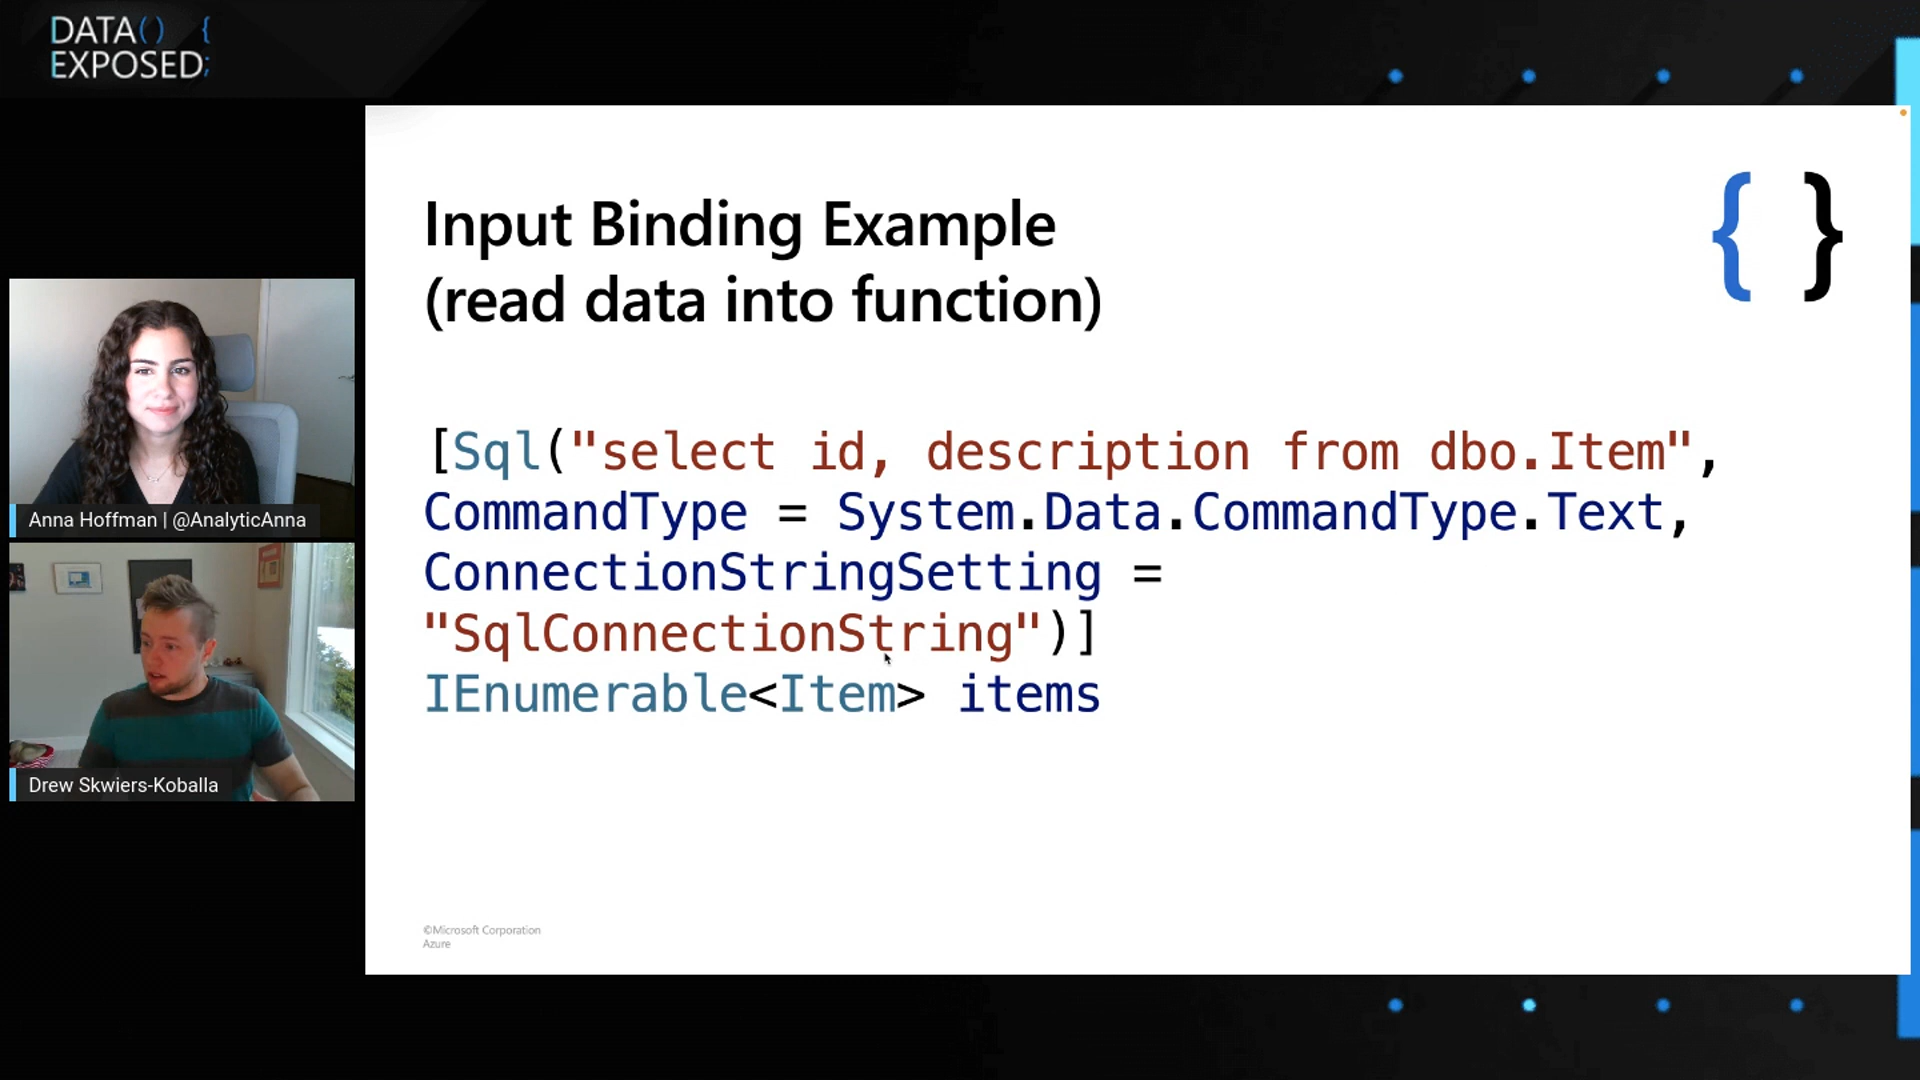 DATA() {
EXPOSED;
Input Binding Example
(read data into function)
{ }
[Sql("select id, description from dbo.Item",
CommandType = System.Data.CommandType.Text,
ConnectionStringSetting =
"SqlConnectionString")]
IEnumerable<Item> items
Anna Hoffman | @AnalyticAnna
Drew Skwiers-Koballa
©Microsoft Corporation
Azure